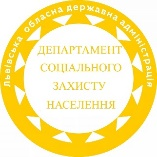 Львівська обласна державна адміністрація
ДЕПАРТАМЕНТ
СОЦІАЛЬНОГО
ЗАХИСТУ
НАСЕЛЕННЯ